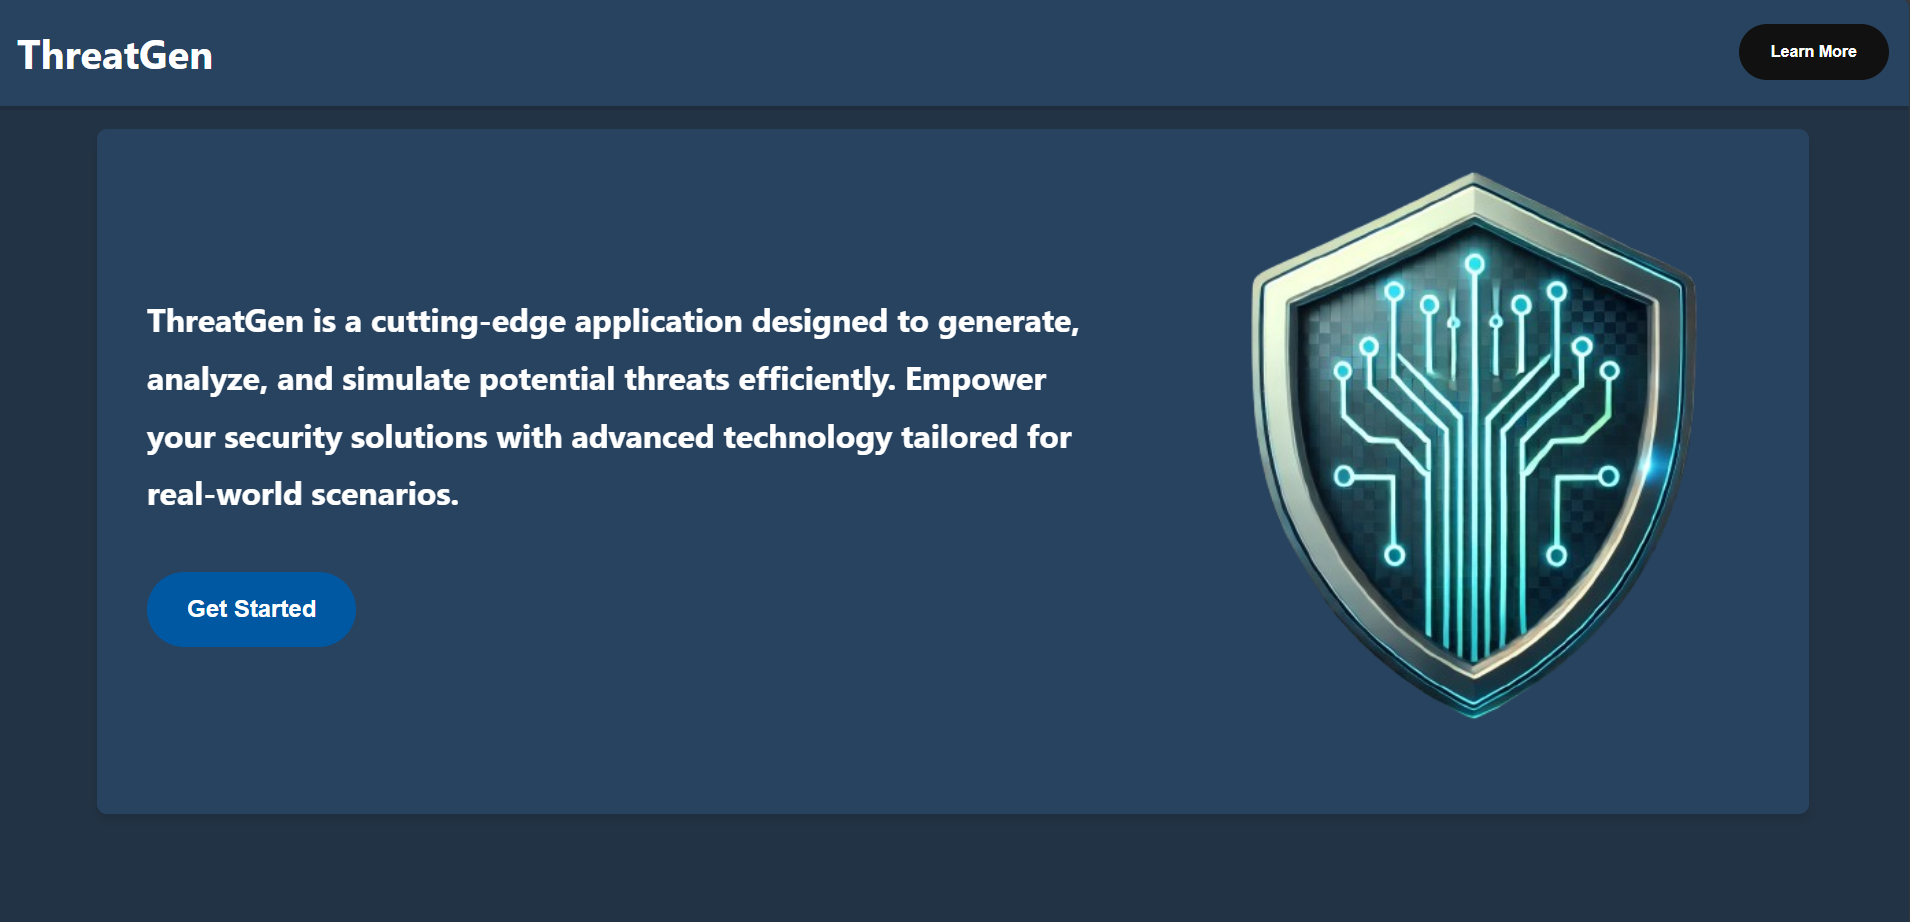 ThreatGen
Learn More
ThreatGen is a cutting-edge application designed to generate,
analyze, and simulate potential threats efficiently. Empower
your security solutions with advanced technology tailored for
real-world scenarios.
Get Started